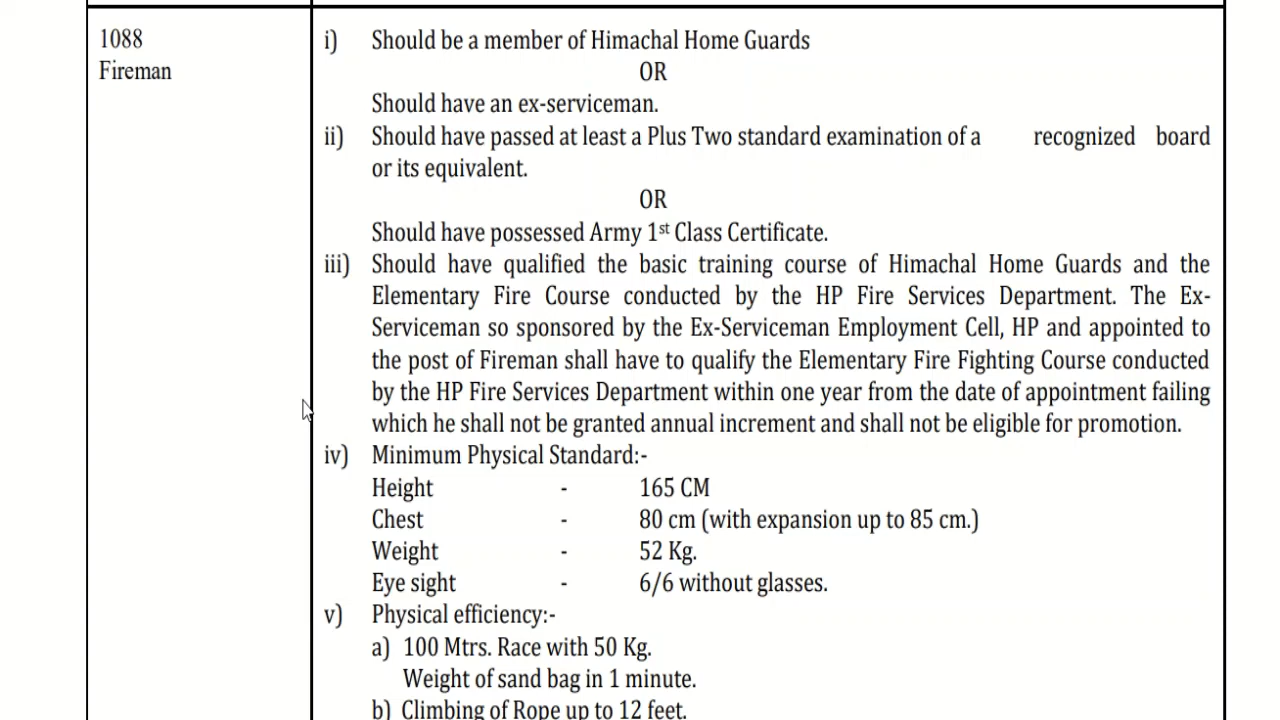 1088
Fireman
i) Should be a member of Himachal Home Guards
OR
Should have an ex-serviceman.
ii) Should have passed at least a Plus Two standard examination of a recognized board
or its equivalent.
OR
Should have possessed Army 1st Class Certificate.
iii) Should have qualified the basic training course of Himachal Home Guards and the
Elementary Fire Course conducted by the HP Fire Services Department. The Ex-
Serviceman so sponsored by the Ex-Serviceman Employment Cell, HP and appointed to
the post of Fireman shall have to qualify the Elementary Fire Fighting Course conducted
by the HP Fire Services Department within one year from the date of appointment failing
which he shall not be granted annual increment and shall not be eligible for promotion.
iv) Minimum Physical Standard:-
Height - 165 CM
Chest - 80 cm (with expansion up to 85 cm.)
Weight - 52 Kg.
Eye sight - 6/6 without glasses.
v) Physical efficiency:-
a) 100 Mtrs. Race with 50 Kg.
Weight of sand bag in 1 minute.
b) Climbing of Rope up to 12 feet.